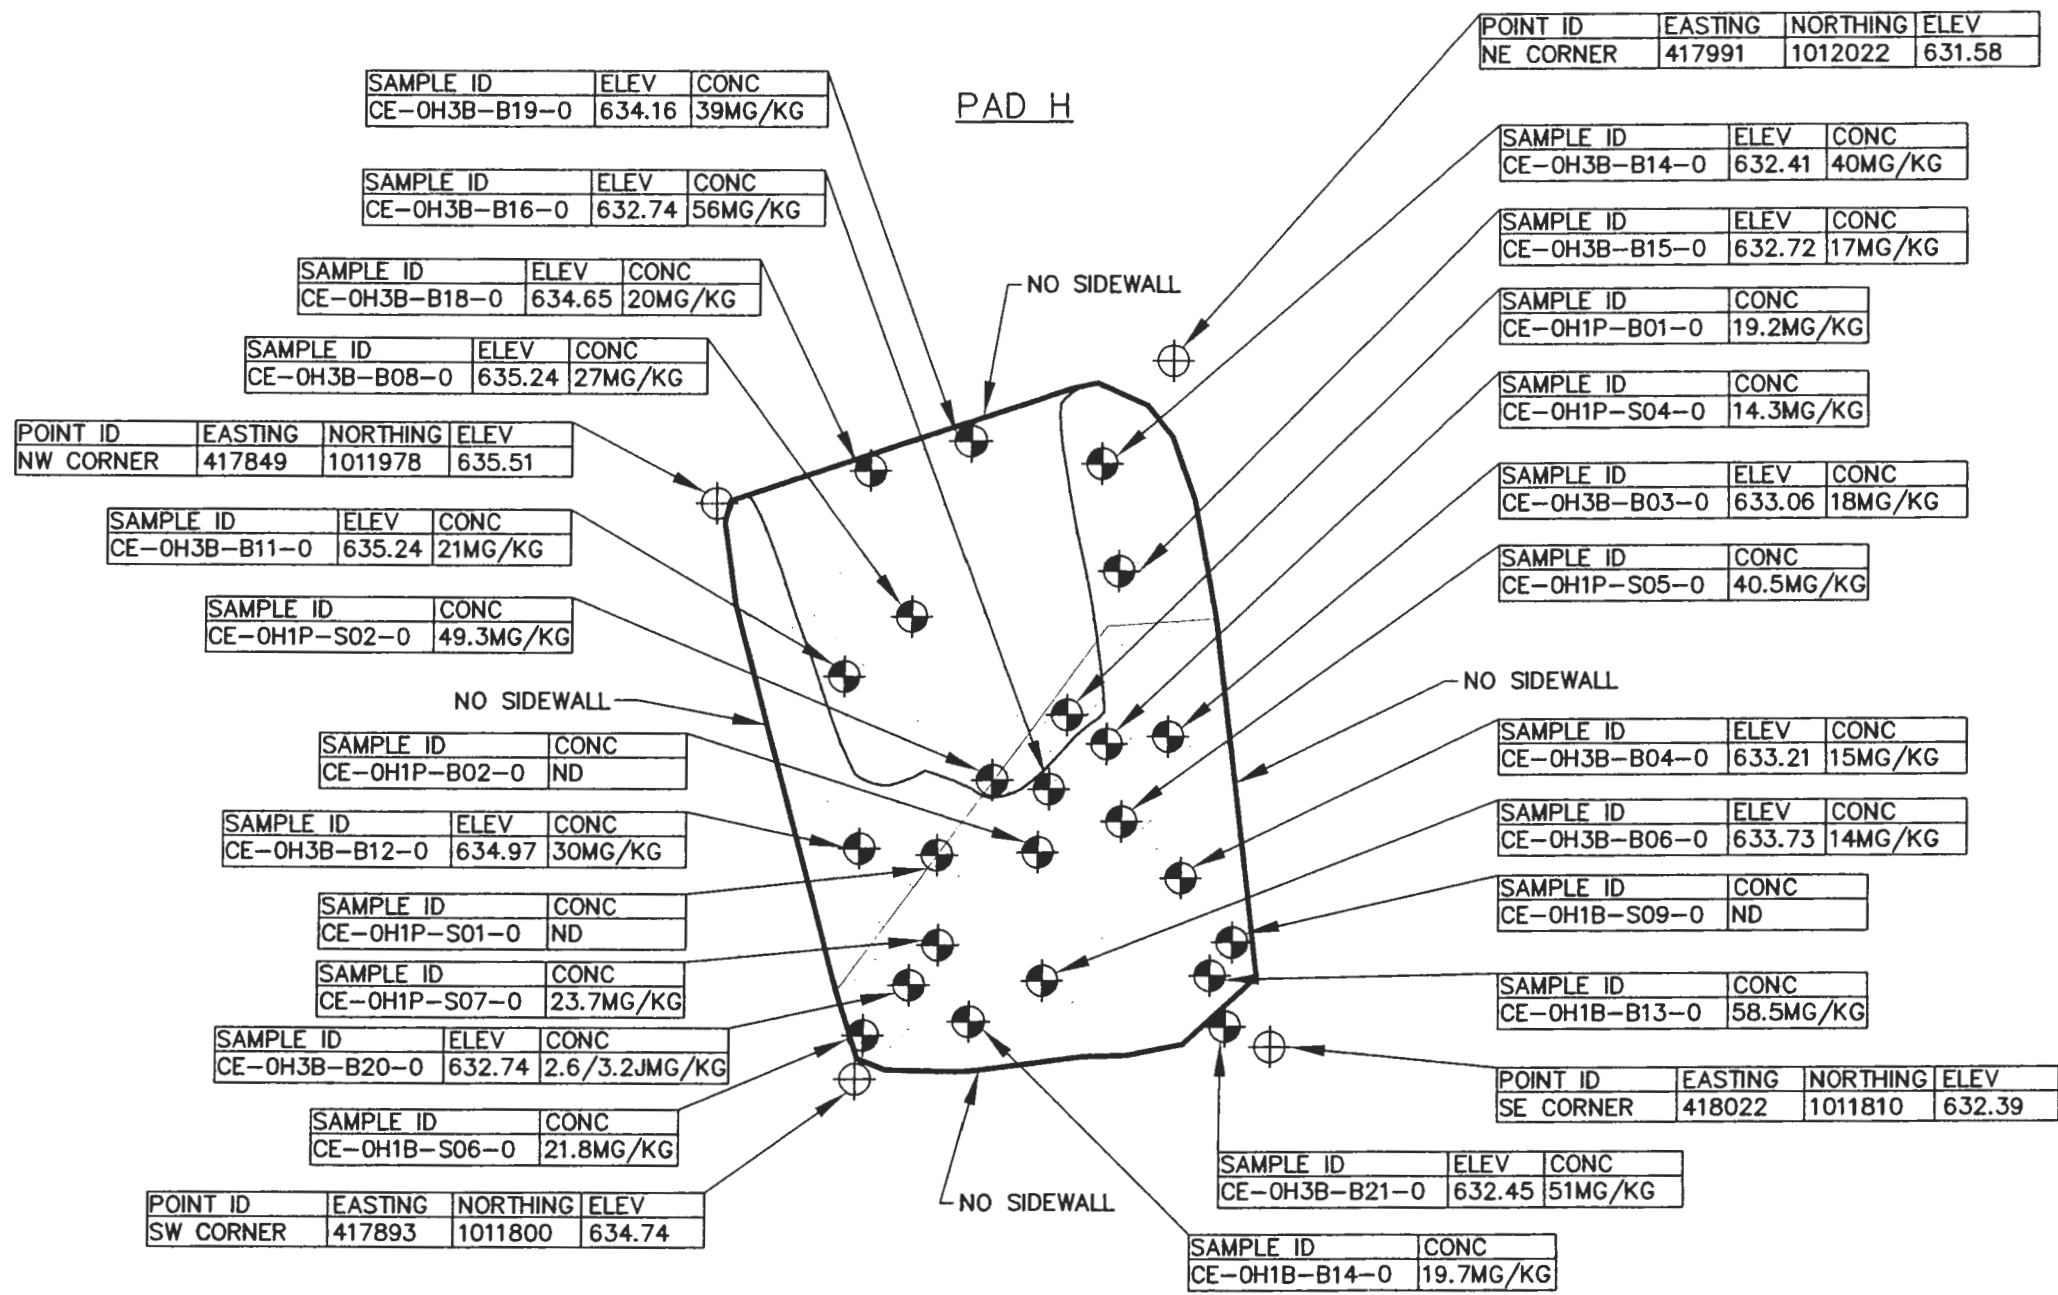 PAD H
SAMPLE ID ELEV CONC
CE-0H3B-B19-0 634.16 39MG/KG
SAMPLE ID ELEV CONC
CE-0H3B-B16-0 632.74 56MG/KG
SAMPLE ID ELEV CONC
CE-0H3B-B18-0 634.65 20MG/KG
SAMPLE ID ELEV CONC
CE-0H3B-B08-0 635.24 27MG/KG
POINT ID EASTING NORTHING ELEV
NW CORNER 417849 1011978 635.51
SAMPLE ID ELEV CONC
CE-0H3B-B11-0 635.24 21MG/KG
SAMPLE ID CONC
CE-0H1P-S02-0 49.3MG/KG
NO SIDEWALL
SAMPLE ID CONC
CE-0H1P-B02-0 ND
SAMPLE ID ELEV CONC
CE-0H3B-B12-0 634.97 30MG/KG
SAMPLE ID CONC
CE-0H1P-S01-0 ND
SAMPLE ID CONC
CE-0H1P-S07-0 23.7MG/KG
SAMPLE ID ELEV CONC
CE-0H3B-B20-0 632.74 2.6/3.2JMG/KG
SAMPLE ID CONC
CE-0H1B-S06-0 21.8MG/KG
POINT ID EASTING NORTHING ELEV
SW CORNER 417893 1011800 634.74
NO SIDEWALL
NO SIDEWALL
POINT ID EASTING NORTHING ELEV
NE CORNER 417991 1012022 631.58
SAMPLE ID ELEV CONC
CE-0H3B-B14-0 632.41 40MG/KG
SAMPLE ID ELEV CONC
CE-0H3B-B15-0 632.72 17MG/KG
SAMPLE ID CONC
CE-0H1P-B01-0 19.2MG/KG
SAMPLE ID CONC
CE-0H1P-S04-0 14.3MG/KG
SAMPLE ID ELEV CONC
CE-0H3B-B03-0 633.06 18MG/KG
SAMPLE ID CONC
CE-0H1P-S05-0 40.5MG/KG
NO SIDEWALL
SAMPLE ID ELEV CONC
CE-0H3B-B04-0 633.21 15MG/KG
SAMPLE ID ELEV CONC
CE-0H3B-B06-0 633.73 14MG/KG
SAMPLE ID CONC
CE-0H1B-S09-0 ND
SAMPLE ID CONC
CE-0H1B-B13-0 58.5MG/KG
POINT ID EASTING NORTHING ELEV
SE CORNER 418022 1011810 632.39
SAMPLE ID ELEV CONC
CE-0H3B-B21-0 632.45 51MG/KG
SAMPLE ID CONC
CE-0H1B-B14-0 19.7MG/KG